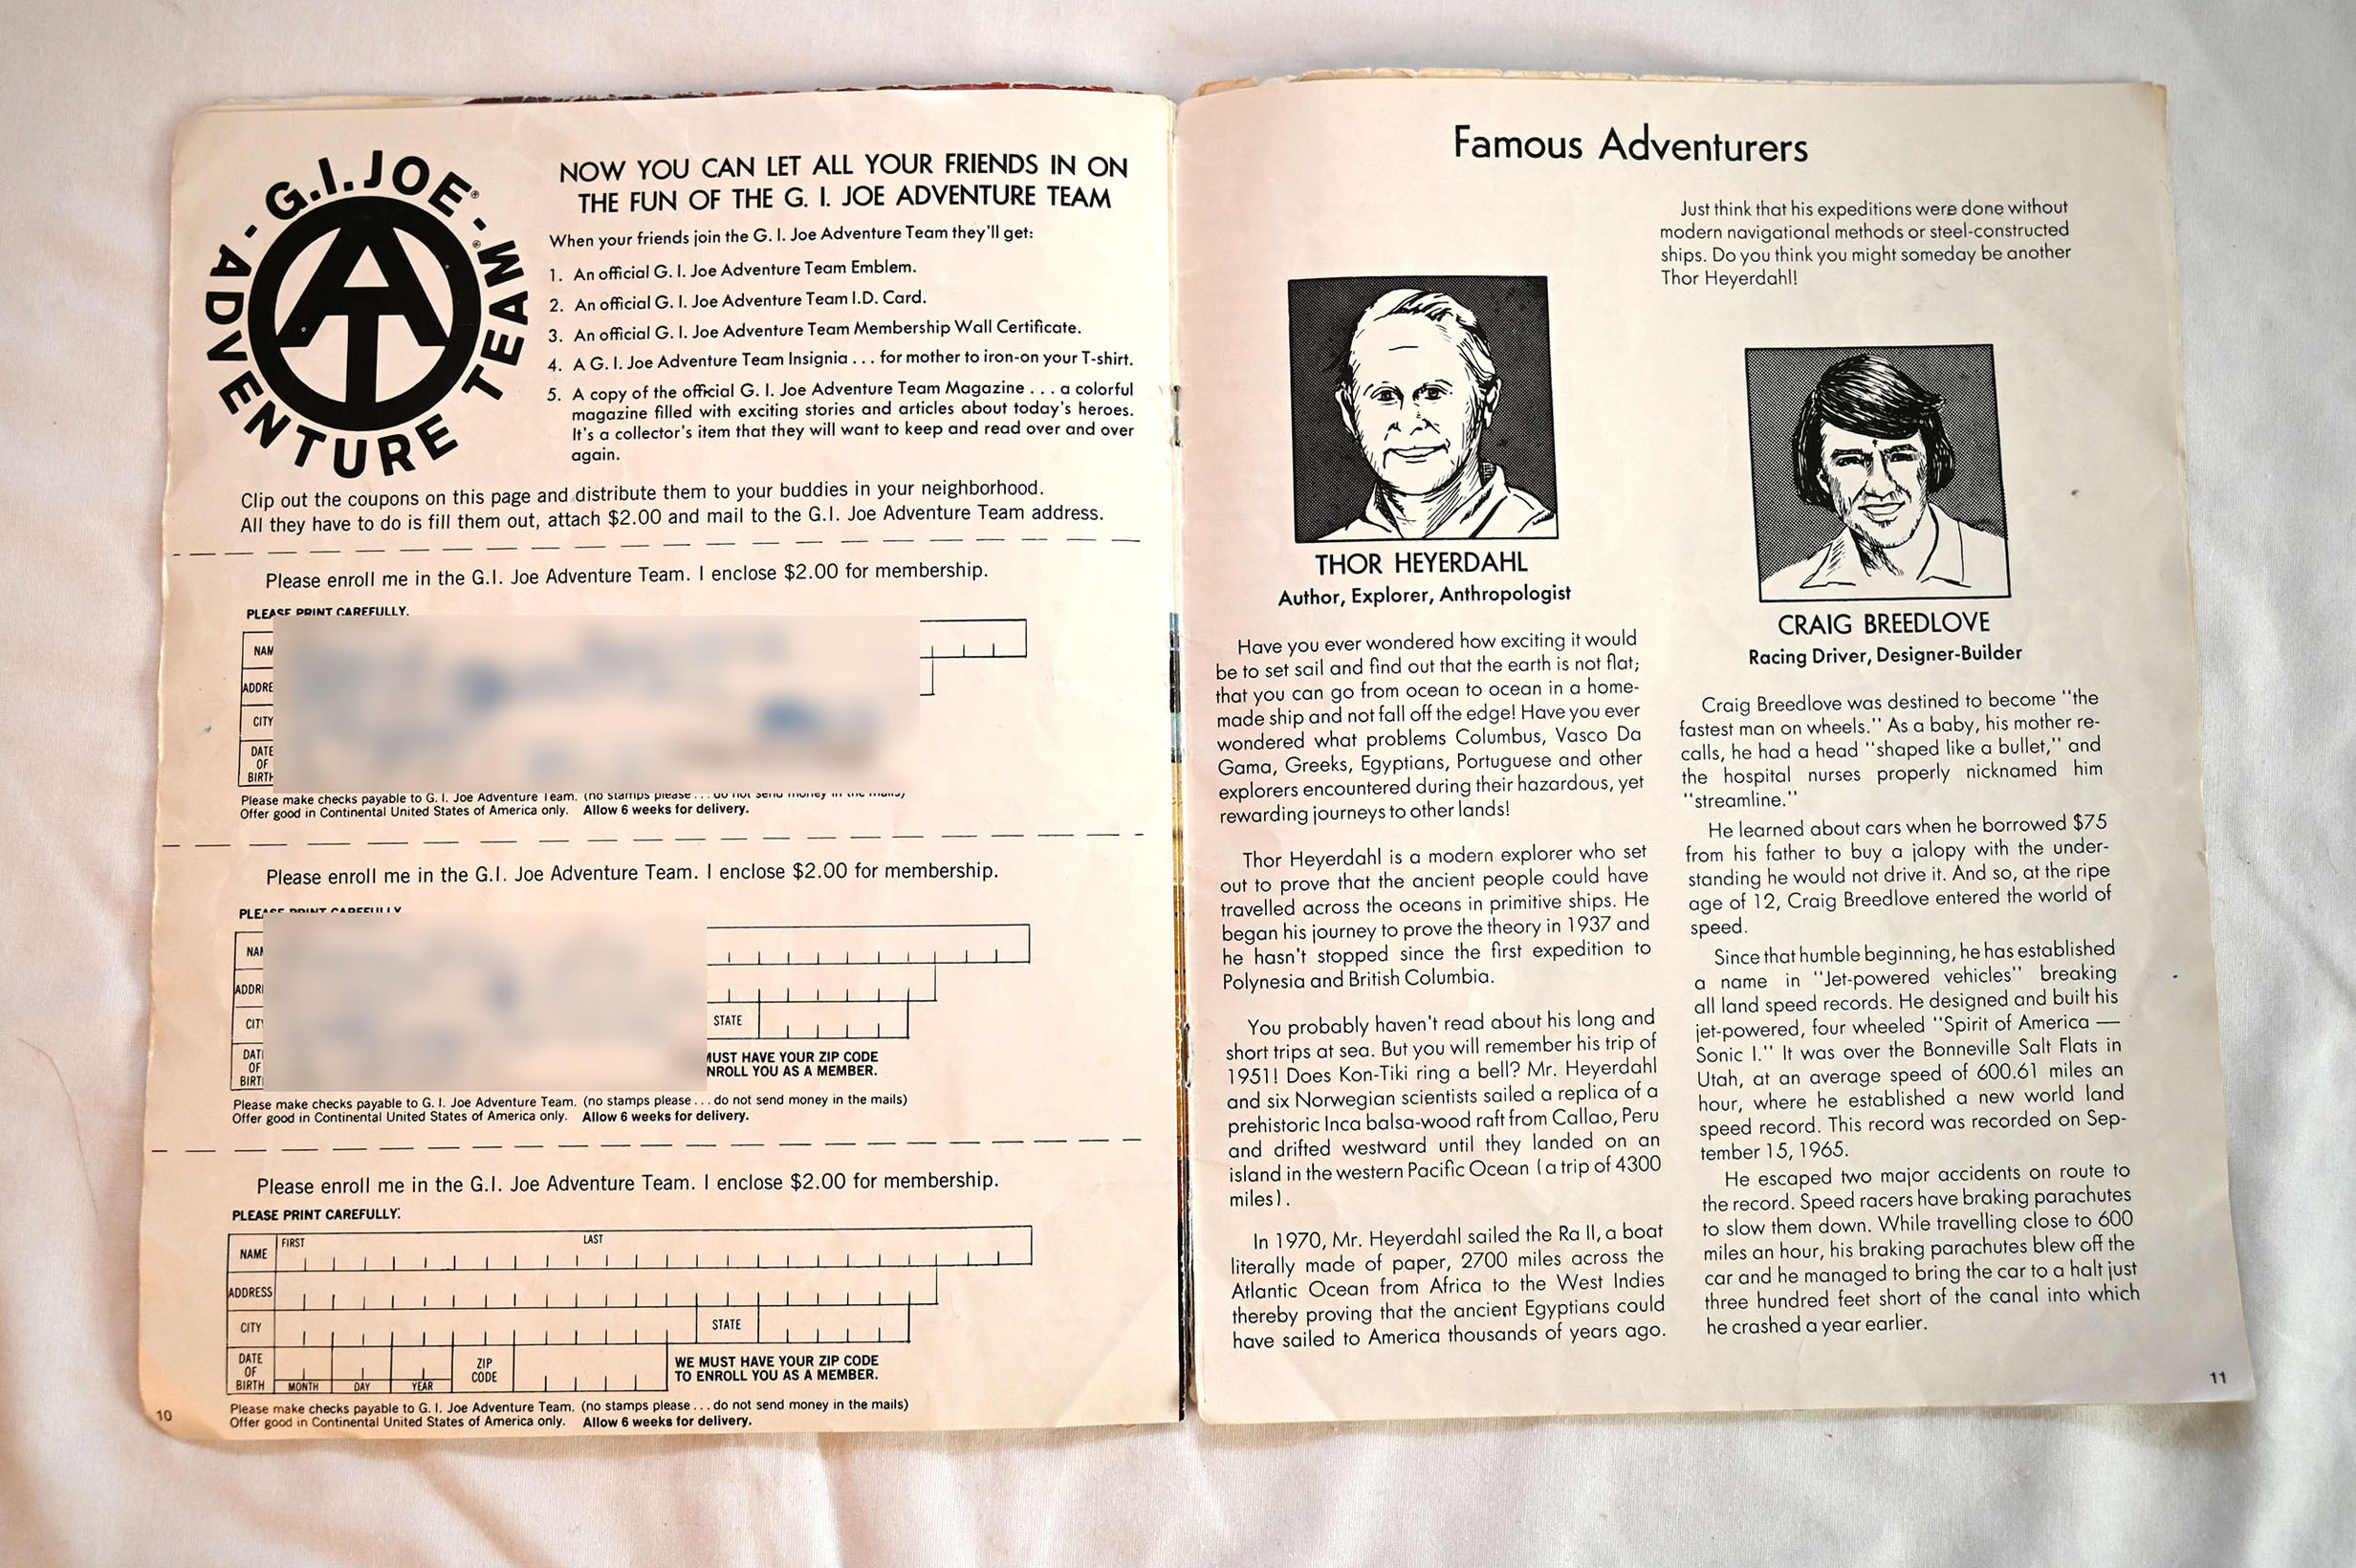 G.I. JOE® ADVENTURE TEAM®
AT
NOW YOU CAN LET ALL YOUR FRIENDS IN ON
THE FUN OF THE G. I. JOE ADVENTURE TEAM
When your friends join the G. I. Joe Adventure Team they'll get:
1. An official G. I. Joe Adventure Team Emblem.
2. An official G. I. Joe Adventure Team I.D. Card.
3. An official G. I. Joe Adventure Team Membership Wall Certificate.
4. A G. I. Joe Adventure Team Insignia . . . for mother to iron-on your T-shirt.
5. A copy of the official G. I. Joe Adventure Team Magazine . . . a colorful
magazine filled with exciting stories and articles about today's heroes.
It's a collector's item that they will want to keep and read over and over
again.
Clip out the coupons on this page and distribute them to your buddies in your neighborhood.
All they have to do is fill them out, attach $2.00 and mail to the G.I. Joe Adventure Team address.
Please enroll me in the G.I. Joe Adventure Team. I enclose $2.00 for membership.
PLEASE PRINT CAREFULLY.
CITY
DATE
OF
Please make checks payable to G. I. Joe Adventure Team. (no stamps please . . . do not send money in the mails)
Offer good in Continental United States of America only. Allow 6 weeks for delivery.
Please enroll me in the G.I. Joe Adventure Team. I enclose $2.00 for membership.
PLEASE PRINT CAREFULLY
STATE
OF
MUST HAVE YOUR ZIP CODE
ENROLL YOU AS A MEMBER.
Please make checks payable to G. I. Joe Adventure Team. (no stamps please . . . do not send money in the mails)
Offer good in Continental United States of America only. Allow 6 weeks for delivery.
Please enroll me in the G.I. Joe Adventure Team. I enclose $2.00 for membership.
PLEASE PRINT CAREFULLY.
NAME FIRST LAST
ADDRESS
CITY STATE
DATE OF BIRTH MONTH DAY YEAR ZIP CODE
WE MUST HAVE YOUR ZIP CODE
TO ENROLL YOU AS A MEMBER.
Please make checks payable to G. I. Joe Adventure Team. (no stamps please . . . do not send money in the mails)
Offer good in Continental United States of America only. Allow 6 weeks for delivery.
10
Famous Adventurers
THOR HEYERDAHL
Author, Explorer, Anthropologist
Have you ever wondered how exciting it would
be to set sail and find out that the earth is not flat;
that you can go from ocean to ocean in a home-
made ship and not fall off the edge! Have you ever
wondered what problems Columbus, Vasco Da
Gama, Greeks, Egyptians, Portuguese and other
explorers encountered during their hazardous, yet
rewarding journeys to other lands!
Thor Heyerdahl is a modern explorer who set
out to prove that the ancient people could have
travelled across the oceans in primitive ships. He
began his journey to prove the theory in 1937 and
he hasn't stopped since the first expedition to
Polynesia and British Columbia.
You probably haven't read about his long and
short trips at sea. But you will remember his trip of
1951! Does Kon-Tiki ring a bell? Mr. Heyerdahl
and six Norwegian scientists sailed a replica of a
prehistoric Inca balsa-wood raft from Callao, Peru
and drifted westward until they landed on an
island in the western Pacific Ocean (a trip of 4300
miles).
In 1970, Mr. Heyerdahl sailed the Ra II, a boat
literally made of paper, 2700 miles across the
Atlantic Ocean from Africa to the West Indies
thereby proving that the ancient Egyptians could
have sailed to America thousands of years ago.
Just think that his expeditions were done without
modern navigational methods or steel-constructed
ships. Do you think you might someday be another
Thor Heyerdahl!
CRAIG BREEDLOVE
Racing Driver, Designer-Builder
Craig Breedlove was destined to become "the
fastest man on wheels." As a baby, his mother re-
calls, he had a head "shaped like a bullet," and
the hospital nurses properly nicknamed him
"streamline."
He learned about cars when he borrowed $75
from his father to buy a jalopy with the under-
standing he would not drive it. And so, at the ripe
age of 12, Craig Breedlove entered the world of
speed.
Since that humble beginning, he has established
a name in "Jet-powered vehicles" breaking
all land speed records. He designed and built his
jet-powered, four wheeled "Spirit of America —
Sonic I." It was over the Bonneville Salt Flats in
Utah, at an average speed of 600.61 miles an
hour, where he established a new world land
speed record. This record was recorded on Sep-
tember 15, 1965.
He escaped two major accidents on route to
the record. Speed racers have braking parachutes
to slow them down. While travelling close to 600
miles an hour, his braking parachutes blew off the
car and he managed to bring the car to a halt just
three hundred feet short of the canal into which
he crashed a year earlier.
11